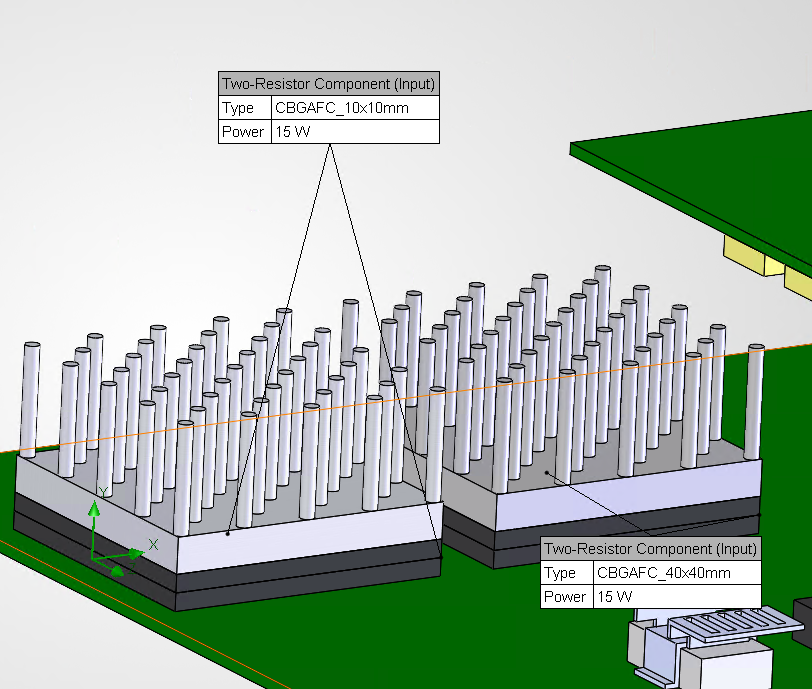 Two-Resistor Component (Input)
Type CBGAFC_10x10mm
Power 15 W
Y
X
Two-Resistor Component (Input)
Type CBGAFC_40x40mm
Power 15 W